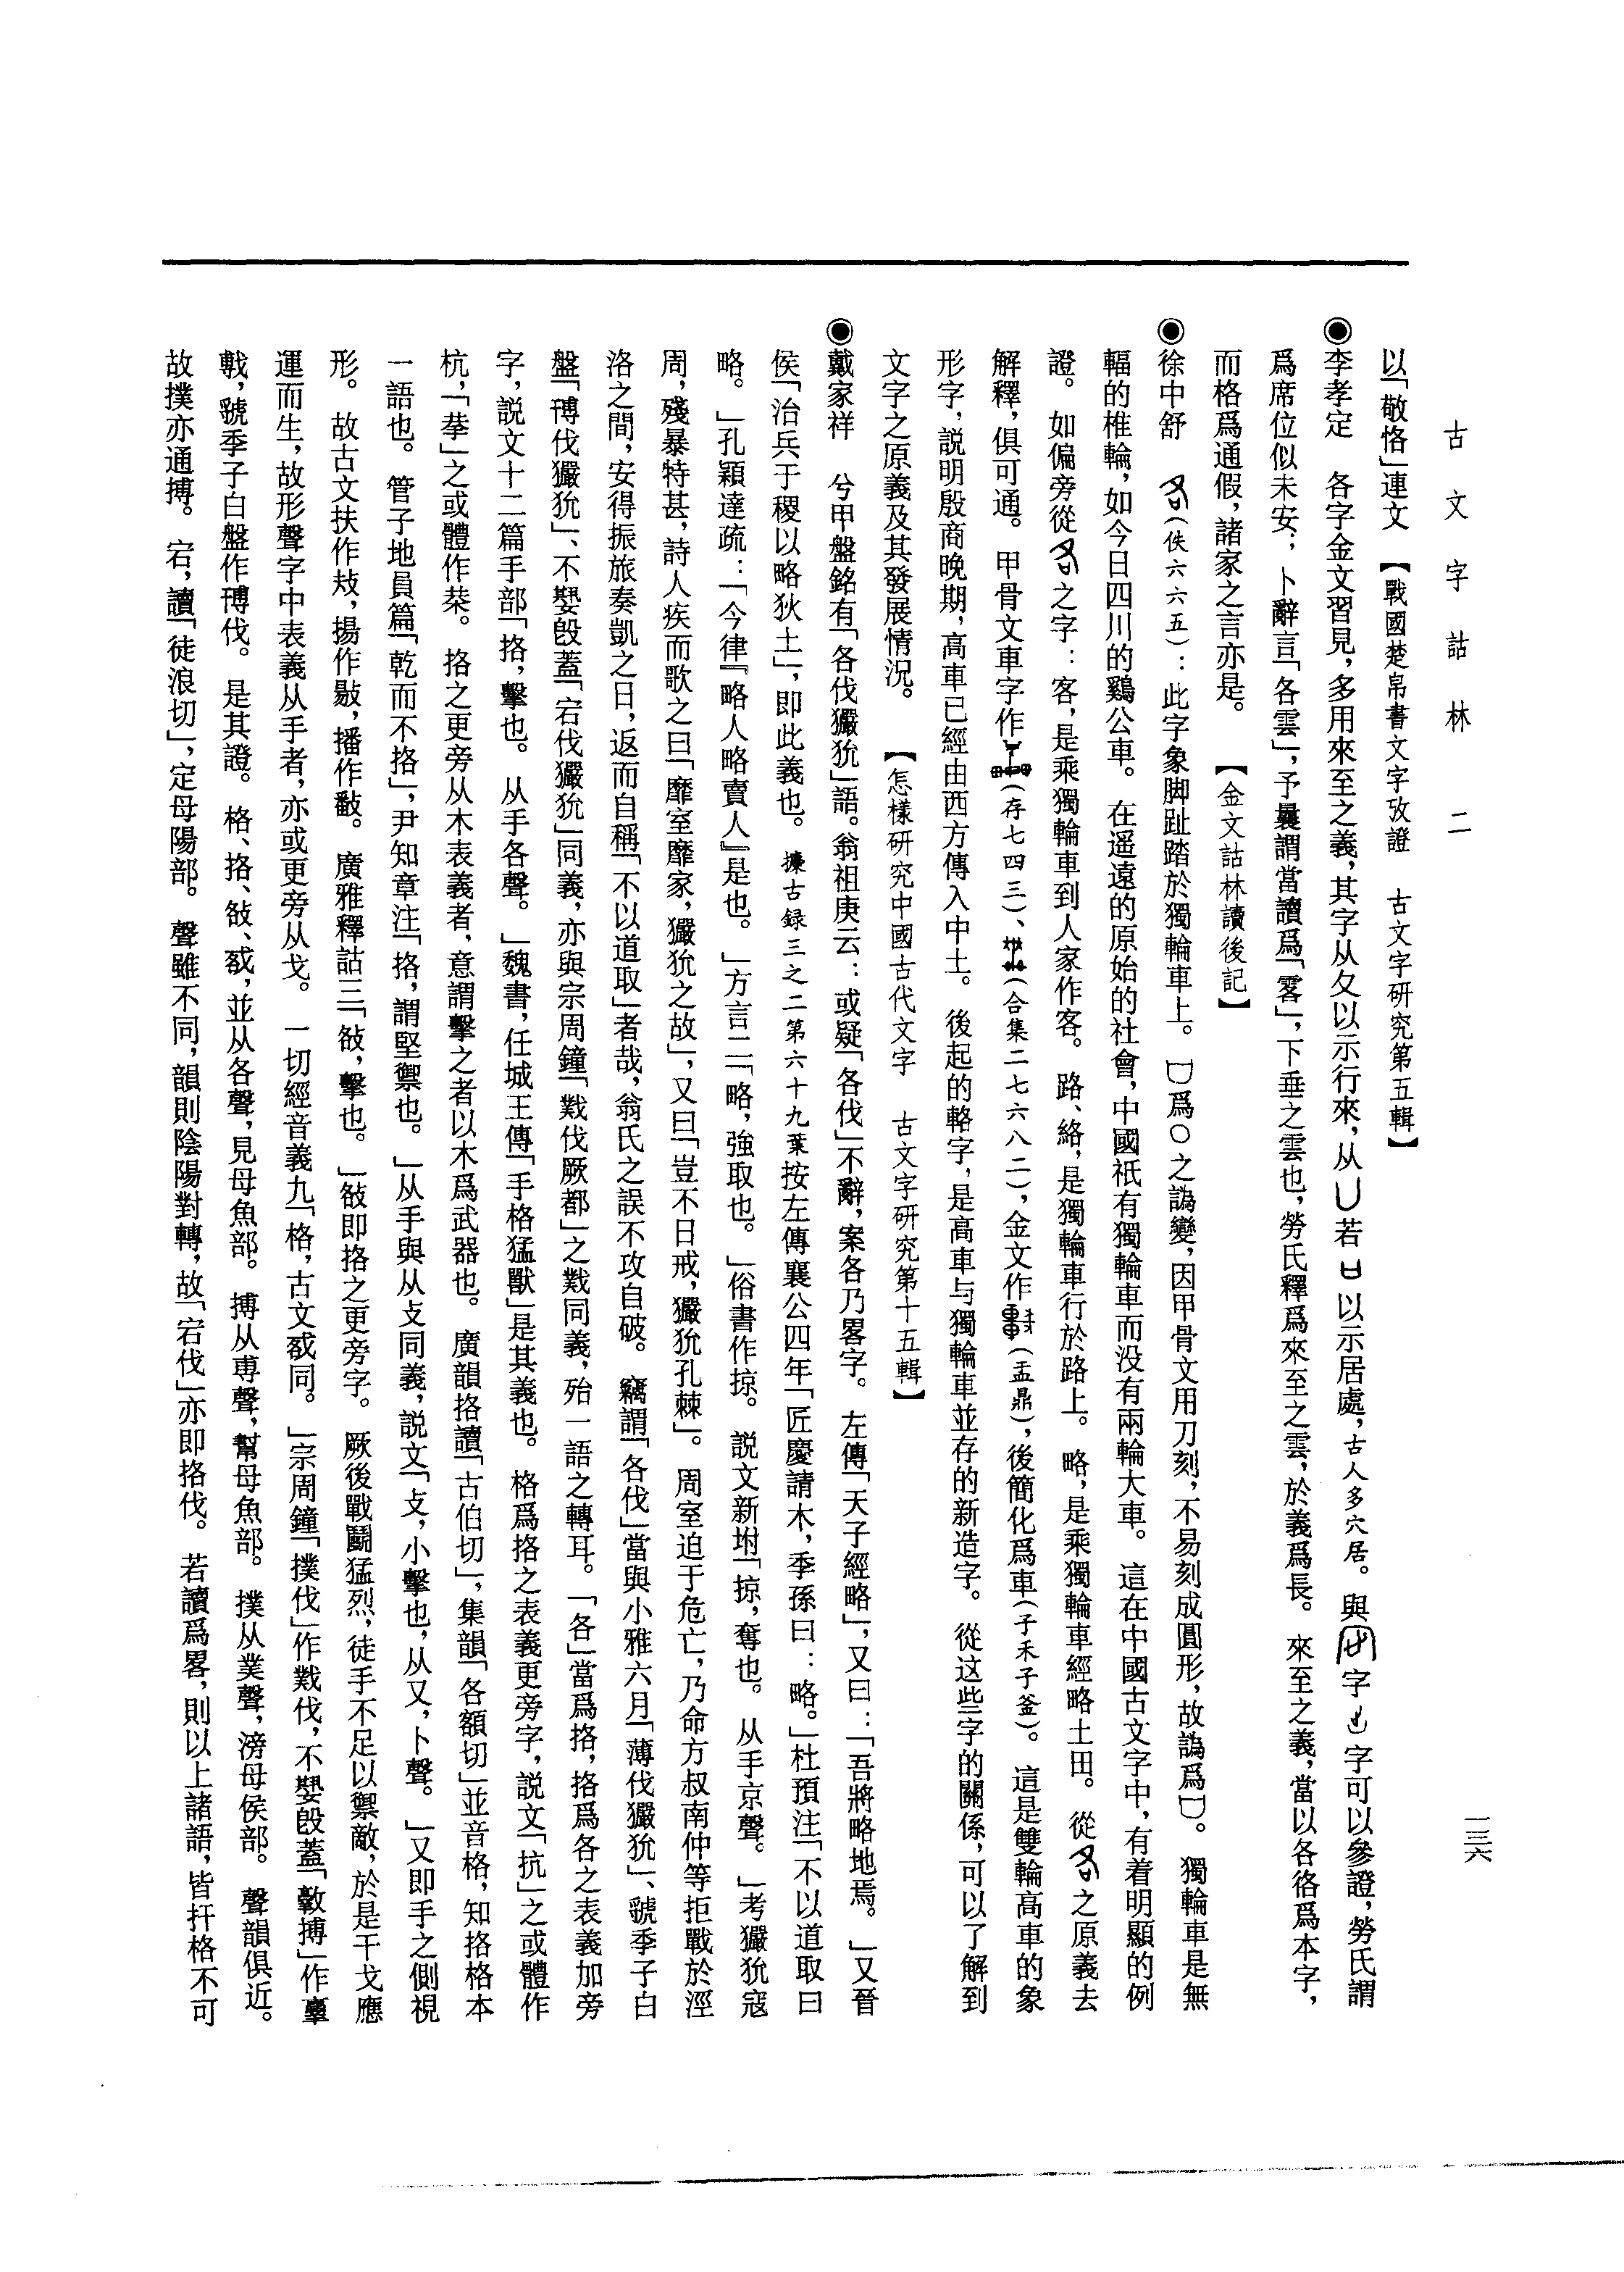 古文字詁林 二
一三六
以「敬恪」連文 【戰國楚帛書文字攷證 古文字研究第五輯】
◉李孝定 各字金文習見，多用來至之義，其字从夂以示行來，从凵若口以示居處，古人多穴居。與字字可以參證，勞氏謂
爲席位似未安；卜辭言「各雲」，予曩謂當讀爲「雺」，下垂之雲也，勞氏釋爲來至之雲，於義爲長。來至之義，當以各佫爲本字，
而格爲通假，諸家之言亦是。 【金文詁林讀後記】
◉徐中舒 （佚六六五）：此字象脚趾踏於獨輪車上。爲○之譌變，因甲骨文用刀刻，不易刻成圓形，故譌爲。獨輪車是無
輻的椎輪，如今日四川的鷄公車。在遥遠的原始的社會，中國衹有獨輪車而没有兩輪大車。這在中國古文字中，有着明顯的例
證。如偏旁從之字：客，是乘獨輪車到人家作客。路、絡，是獨輪車行於路上。略，是乘獨輪車經略土田。從之原義去
解釋，俱可通。甲骨文車字作（存七四三）、（合集二七六八二），金文作（盂鼎），後簡化爲車（子禾子釜）。這是雙輪高車的象
形字，説明殷商晚期，高車已經由西方傳入中土。後起的輅字，是高車与獨輪車並存的新造字。從这些字的關係，可以了解到
文字之原義及其發展情況。 【怎樣研究中國古代文字 古文字研究第十五輯】
◉戴家祥 兮甲盤銘有「各伐玁狁」語。翁祖庚云：或疑「各伐」不辭，案各乃畧字。左傳「天子經略」，又曰：「吾將略地焉。」又晉
侯「治兵于稷以略狄土」，即此義也。攗古録三之二第六十九葉按左傳襄公四年「匠慶請木，季孫曰：略。」杜預注「不以道取曰
略。」孔穎達疏：「今律『略人略賣人』是也。」方言二「略，強取也。」俗書作掠。説文新坿「掠，奪也。从手京聲。」考玁狁寇
周，殘暴特甚，詩人疾而歌之曰「靡室靡家，玁狁之故」，又曰「豈不日戒，玁狁孔棘」。周室迫于危亡，乃命方叔南仲等拒戰於涇
洛之間，安得振旅奏凱之日，返而自稱「不以道取」者哉，翁氏之誤不攻自破。竊謂「各伐」當與小雅六月「薄伐玁狁」、虢季子白
盤「䙏伐玁狁」、不𡢁𣪘蓋「宕伐玁狁」同義，亦與宗周鐘「䥯伐厥都」之䥯同義，殆一語之轉耳。「各」當爲挌，挌爲各之表義加旁
字，説文十二篇手部「挌，擊也。从手各聲。」魏書，任城王傳「手格猛獸」是其義也。格爲挌之表義更旁字，説文「抗」之或體作
杭，「㧬」之或體作㭟。挌之更旁从木表義者，意謂擊之者以木爲武器也。廣韻挌讀「古伯切」，集韻「各額切」並音格，知挌格本
一語也。管子地員篇「乾而不挌」，尹知章注「挌，謂堅禦也。」从手與从攴同義，説文「攴，小擊也，从又，卜聲。」又即手之側視
形。故古文扶作㚘，揚作敭，播作𢿥。廣雅釋詁三「㪾，擊也。」㪾即挌之更旁字。厥後戰鬭猛烈，徒手不足以禦敵，於是干戈應
運而生，故形聲字中表義从手者，亦或更旁从戈。一切經音義九「格，古文𢧄同。」宗周鐘「撲伐」作䥯伐，不𡢁𣪘蓋「敦搏」作𦎫
𢧢，虢季子白盤作䙏伐。是其證。格、挌、㪾、𢧄，並从各聲，見母魚部。搏从尃聲，幫母魚部。撲从菐聲，滂母侯部。聲韻俱近。
故撲亦通搏。宕，讀「徒浪切」，定母陽部。聲雖不同，韻則陰陽對轉，故「宕伐」亦即挌伐。若讀爲畧，則以上諸語，皆扞格不可